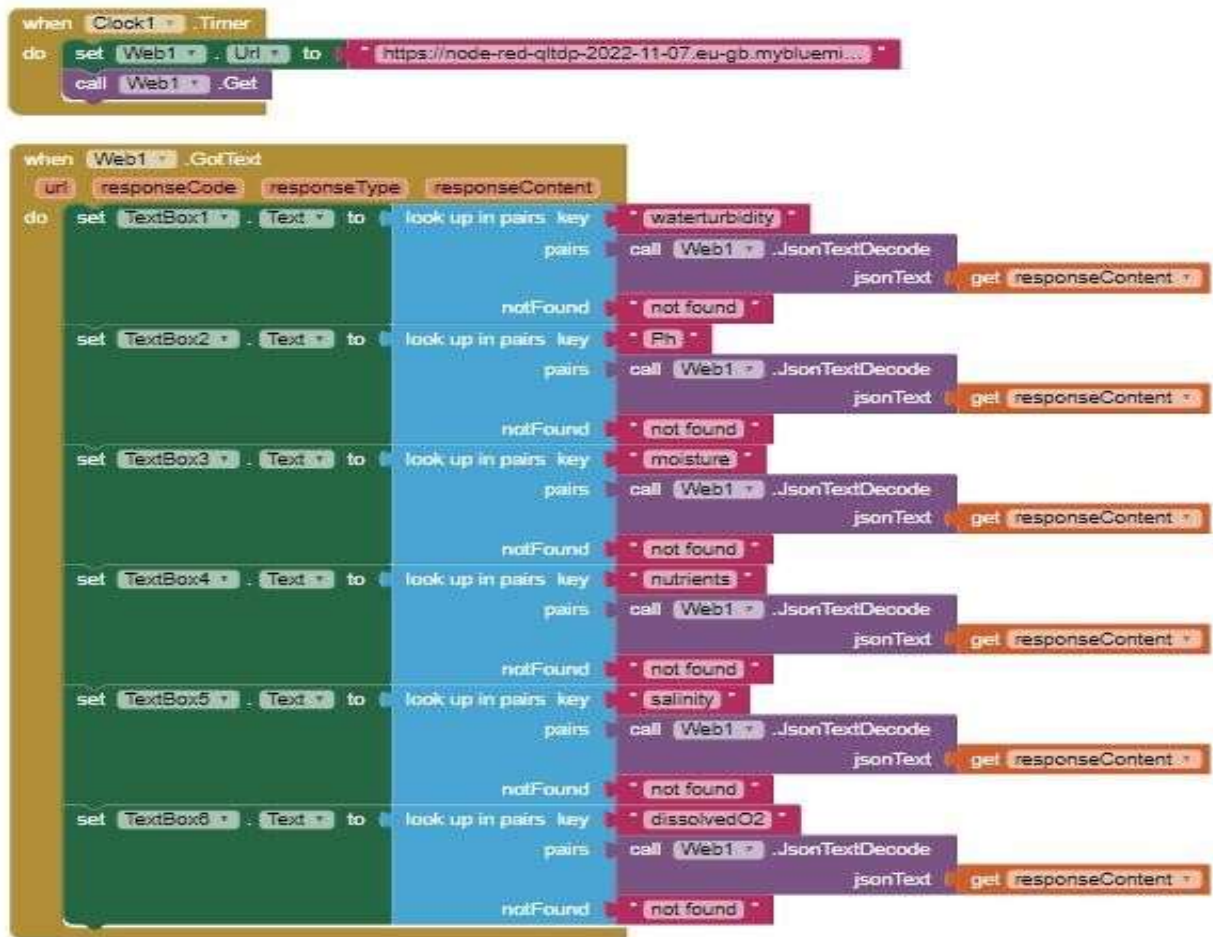 when Clock1 .Timer
do set Web1 . Url to " https://node-red-qltdp-2022-11-07.eu-gb.mybluemi... "
call Web1 .Get
when Web1 .GotText
url responseCode responseType responseContent
do set TextBox1 . Text to look up in pairs key " waterturbidity "
pairs call Web1 .JsonTextDecode
jsonText get responseContent
notFound " not found "
set TextBox2 . Text to look up in pairs key " Ph "
pairs call Web1 .JsonTextDecode
jsonText get responseContent
notFound " not found "
set TextBox3 . Text to look up in pairs key " moisture "
pairs call Web1 .JsonTextDecode
jsonText get responseContent
notFound " not found "
set TextBox4 . Text to look up in pairs key " nutrients "
pairs call Web1 .JsonTextDecode
jsonText get responseContent
notFound " not found "
set TextBox5 . Text to look up in pairs key " salinity "
pairs call Web1 .JsonTextDecode
jsonText get responseContent
notFound " not found "
set TextBox6 . Text to look up in pairs key " dissolvedO2 "
pairs call Web1 .JsonTextDecode
jsonText get responseContent
notFound " not found "